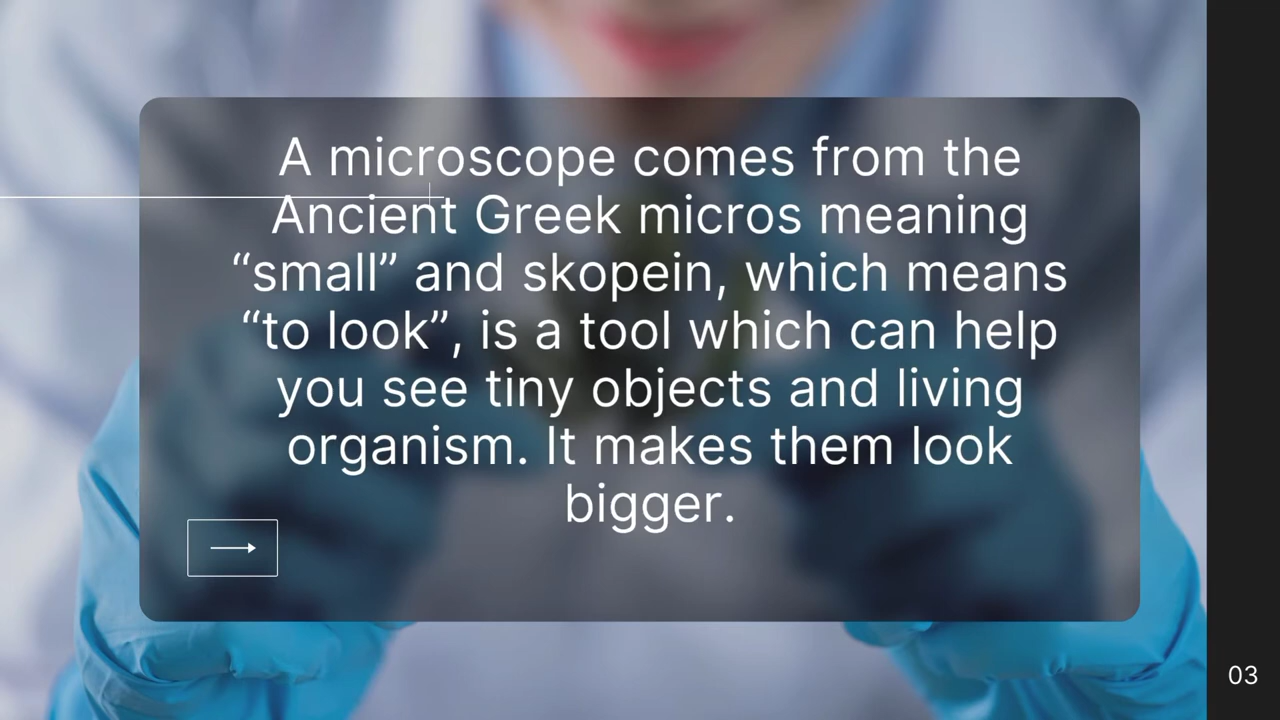 A microscope comes from the
Ancient Greek micros meaning
“small” and skopein, which means
“to look”, is a tool which can help
you see tiny objects and living
organism. It makes them look
bigger.
03